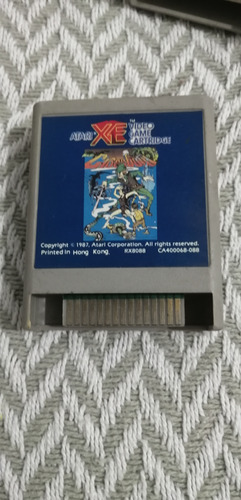 ATARI XE THE VIDEO
GAME
CARTRIDGE
Copyright © 1987, Atari Corporation. All rights reserved.
Printed in Hong Kong. RX8088 CA400068-088